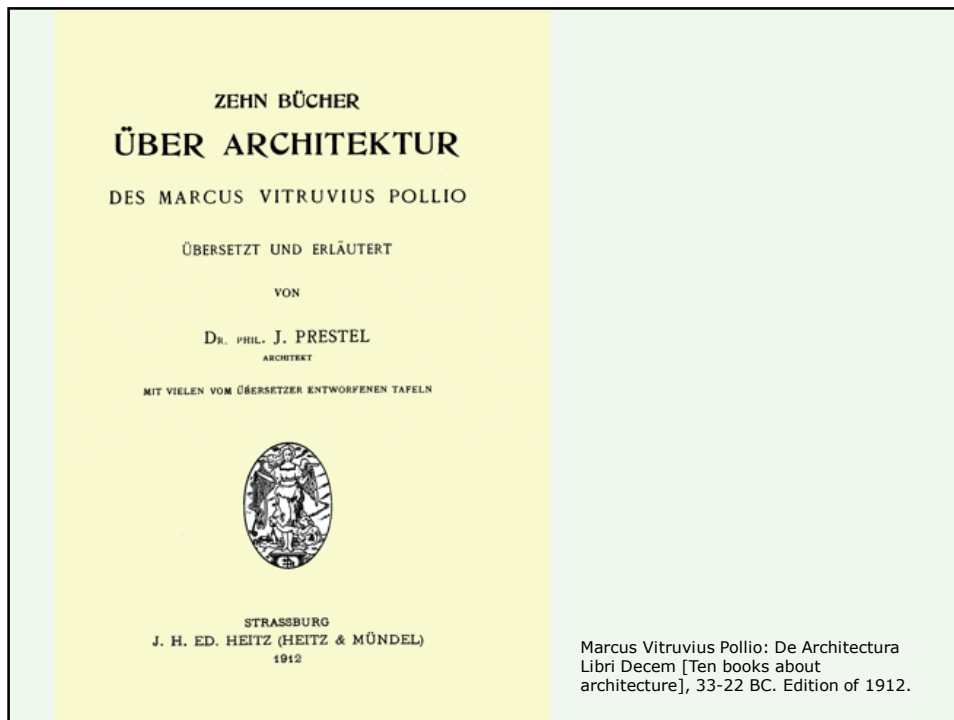 ZEHN BÜCHER
ÜBER ARCHITEKTUR
DES MARCUS VITRUVIUS POLLIO
ÜBERSETZT UND ERLÄUTERT
VON
DR. PHIL. J. PRESTEL
ARCHITEKT
MIT VIELEN VOM ÜBERSETZER ENTWORFENEN TAFELN
STRASSBURG
J. H. ED. HEITZ (HEITZ & MÜNDEL)
1912
Marcus Vitruvius Pollio: De Architectura
Libri Decem [Ten books about
architecture], 33-22 BC. Edition of 1912.